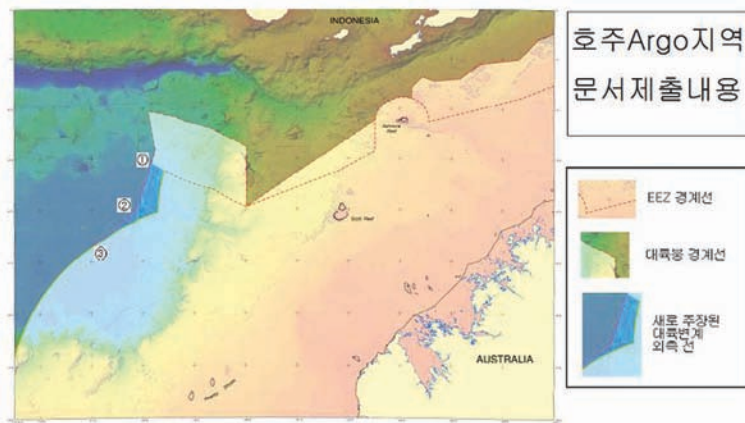 INDONESIA
Ashmore
Reef
①
②
③
Scott Reef
AUSTRALIA
호주Argo지역
문서제출내용
EEZ 경계선
대륙붕 경계선
새로 주장된
대륙변계
외측 선